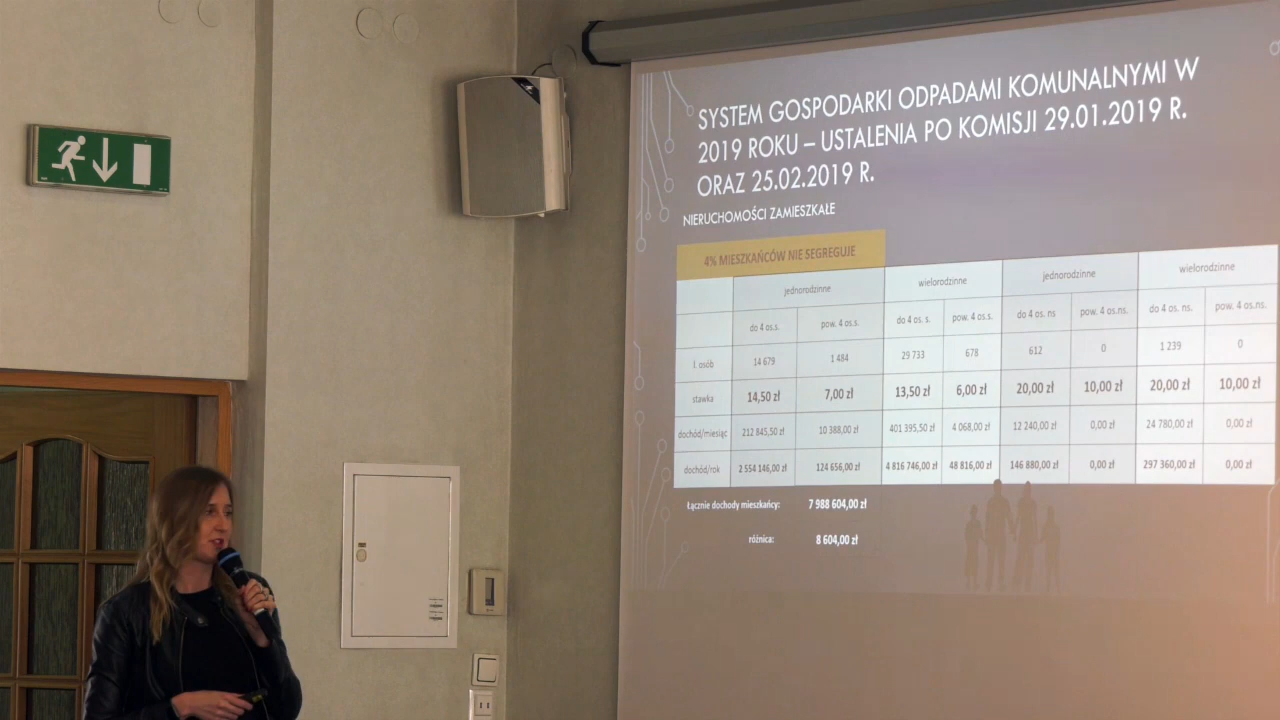 SYSTEM GOSPODARKI ODPADAMI KOMUNALNYMI W
2019 ROKU – USTALENIA PO KOMISJI 29.01.2019 R.
ORAZ 25.02.2019 R.
NIERUCHOMOŚCI ZAMIESZKAŁE
4% MIESZKAŃCÓW NIE SEGREGUJE
jednorodzinne wielorodzinne jednorodzinne wielorodzinne
do 4 os.s. pow. 4 os.s. do 4 os. s. pow. 4 os.s. do 4 os. ns pow. 4 os.ns. do 4 os. ns pow. 4 os.ns.
l. osób 14 679 1 484 29 733 678 612 0 1 239 0
stawka 14,50 zł 7,00 zł 13,50 zł 6,00 zł 20,00 zł 10,00 zł 20,00 zł 10,00 zł
dochód/miesiąc 212 845,50 zł 10 388,00 zł 401 395,50 zł 4 068,00 zł 12 240,00 zł 0,00 zł 24 780,00 zł 0,00 zł
dochód/rok 2 554 146,00 zł 124 656,00 zł 4 816 746,00 zł 48 816,00 zł 146 880,00 zł 0,00 zł 297 360,00 zł 0,00 zł
Łącznie dochody mieszkańcy: 7 988 604,00 zł
różnica: 8 604,00 zł